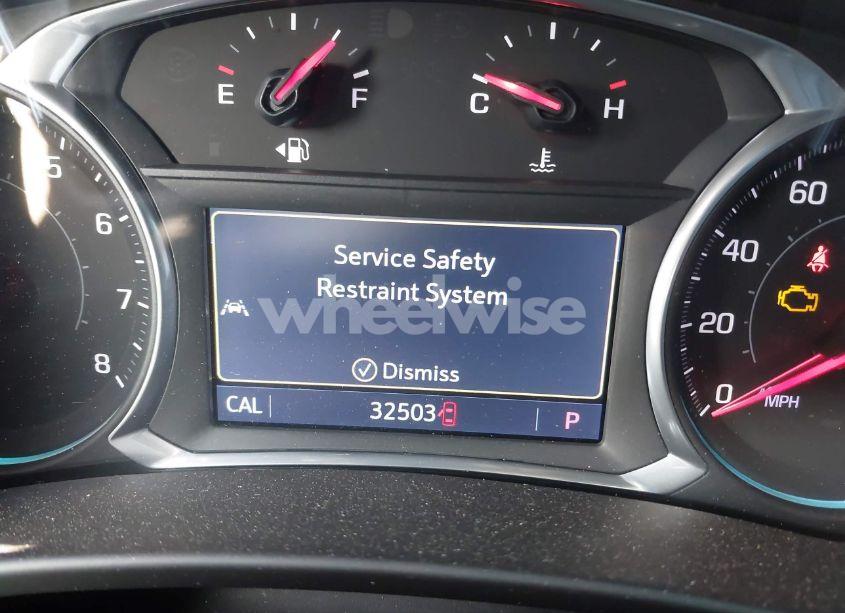 E
F
C
H
5
6
7
8
60
40
20
0
MPH
Service Safety
Restraint System
wheelwise
Dismiss
CAL
32503
P